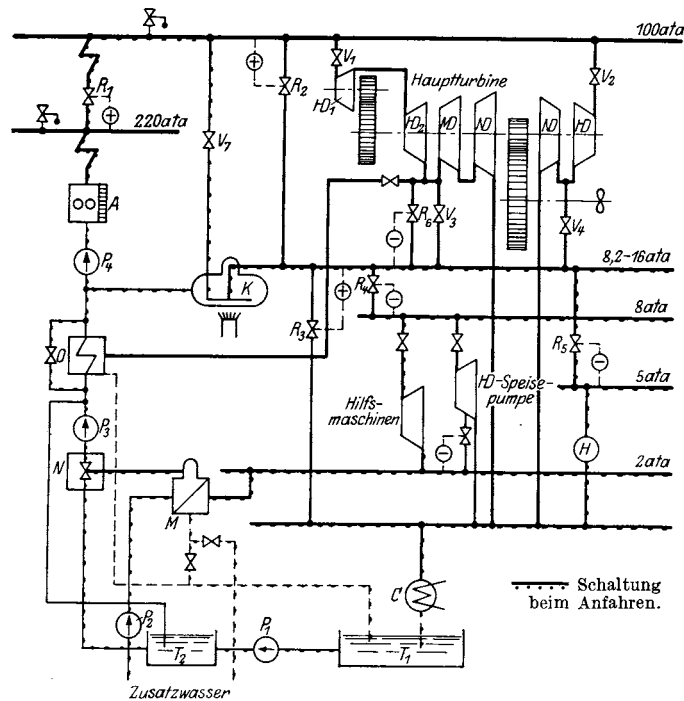 100ata
V1
V2
R1
R2
Hauptturbine
HD1
220ata
V7
HD2
MD
ND
ND
HD
A
R6
V3
V4
P4
8,2–16ata
K
R4
8ata
R3
R5
O
5ata
HD-Speise-
pumpe
Hilfs-
maschinen
P3
H
N
2ata
M
C
Schaltung
beim Anfahren.
P2
P1
T2
T1
Zusatzwasser